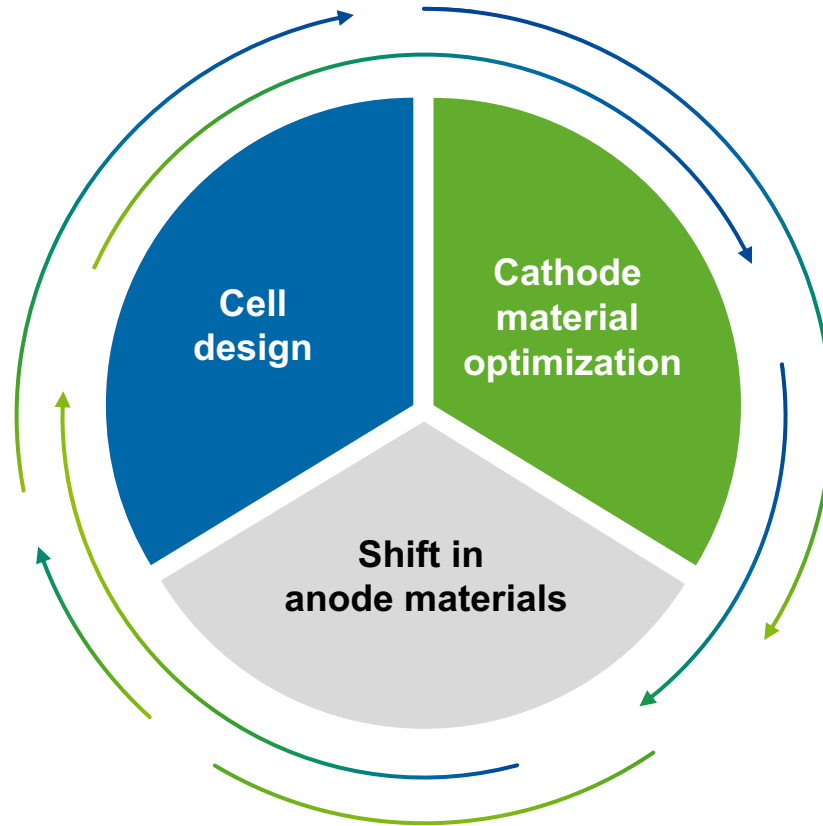 Cell
design
Cathode
material
optimization
Shift in
anode materials